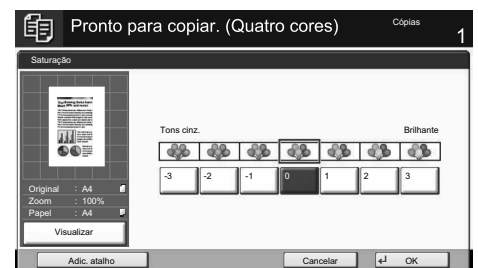 Pronto para copiar. (Quatro cores)
Cópias
1
Saturação
Tons cinz.
Brilhante
-3 -2 -1 0 1 2 3
Original : A4
Zoom : 100%
Papel : A4
Visualizar
Adic. atalho
Cancelar
OK